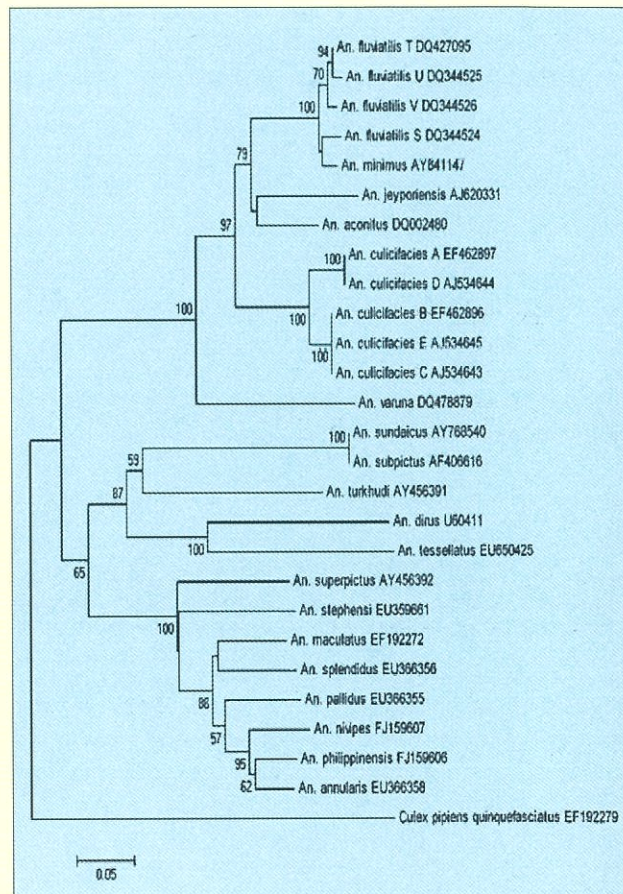 94 An. fluviatilis T DQ427095
70 An. fluviatilis U DQ344525
100 An. fluviatilis V DQ344526
An. fluviatilis S DQ344524
79
An. minimus AY841147
An. jeyporiensis AJ620331
97 An. aconitus DQ002480
100 An. culicifacies A EF462897
An. culicifacies D AJ534644
100
An. culicifacies B EF462896
100
An. culicifacies E AJ534645
100 An. culicifacies C AJ534643
An. varuna DQ478879
An. sundaicus AY768540
100
59 An. subpictus AF406616
87 An. turkhudi AY456391
An. dirus U60411
100 An. tessellatus EU650425
65
An. superpictus AY456392
An. stephensi EU359661
100
An. maculatus EF192272
An. splendidus EU366356
88 An. pallidus EU366355
An. nivipes FJ159607
57
95 An. philippinensis FJ159606
62 An. annularis EU366358
Culex pipiens quinquefasciatus EF192279
0.05